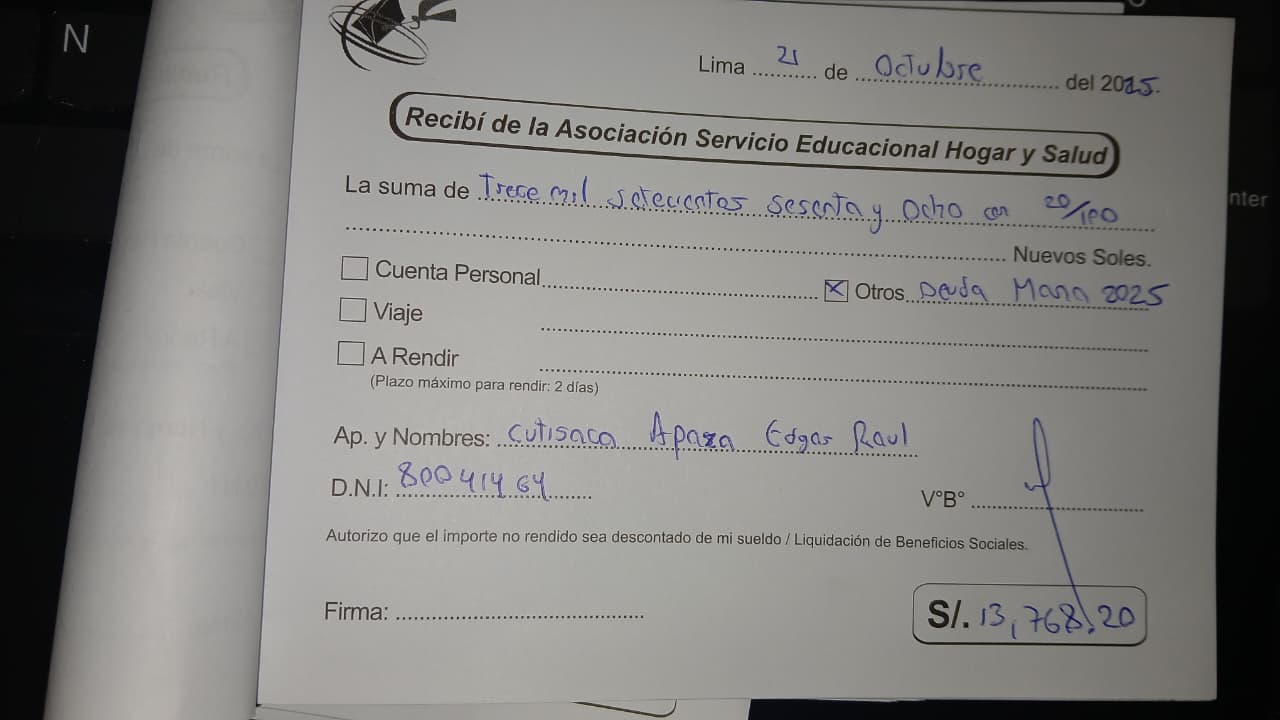 N
Lima 21 de Octubre del 2025.
Recibí de la Asociación Servicio Educacional Hogar y Salud
La suma de Trece mil setecientos sesenta y Ocho con 20/100
Nuevos Soles.
Cuenta Personal
X Otros Deuda Mana 2025
Viaje
A Rendir
(Plazo máximo para rendir: 2 días)
Ap. y Nombres: Cutisaca Apaza Edgar Raul
D.N.I: 80041464
V°B°
Autorizo que el importe no rendido sea descontado de mi sueldo / Liquidación de Beneficios Sociales.
Firma:
S/. 13,768.20
nter